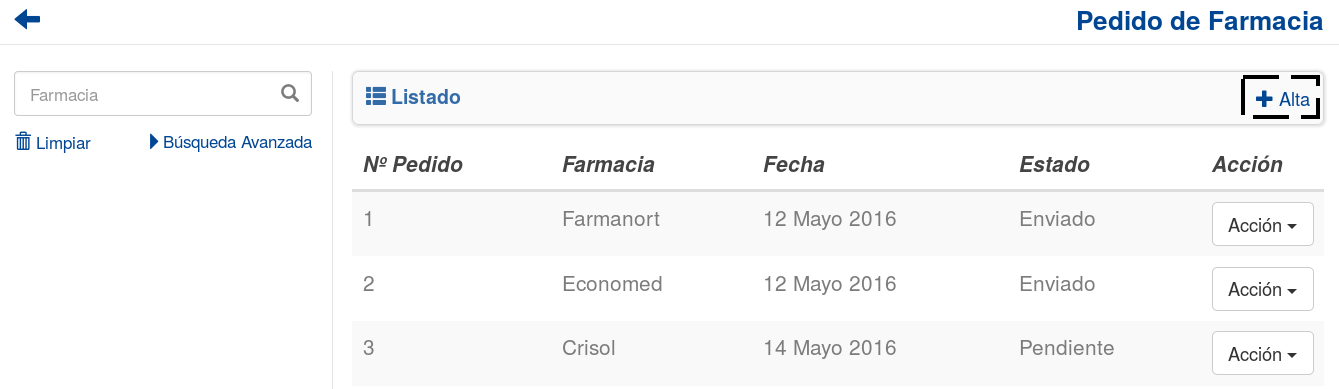 Pedido de Farmacia
Farmacia
Limpiar
Búsqueda Avanzada
Listado
Alta
Nº Pedido Farmacia Fecha Estado Acción
1 Farmanort 12 Mayo 2016 Enviado Acción
2 Economed 12 Mayo 2016 Enviado Acción
3 Crisol 14 Mayo 2016 Pendiente Acción